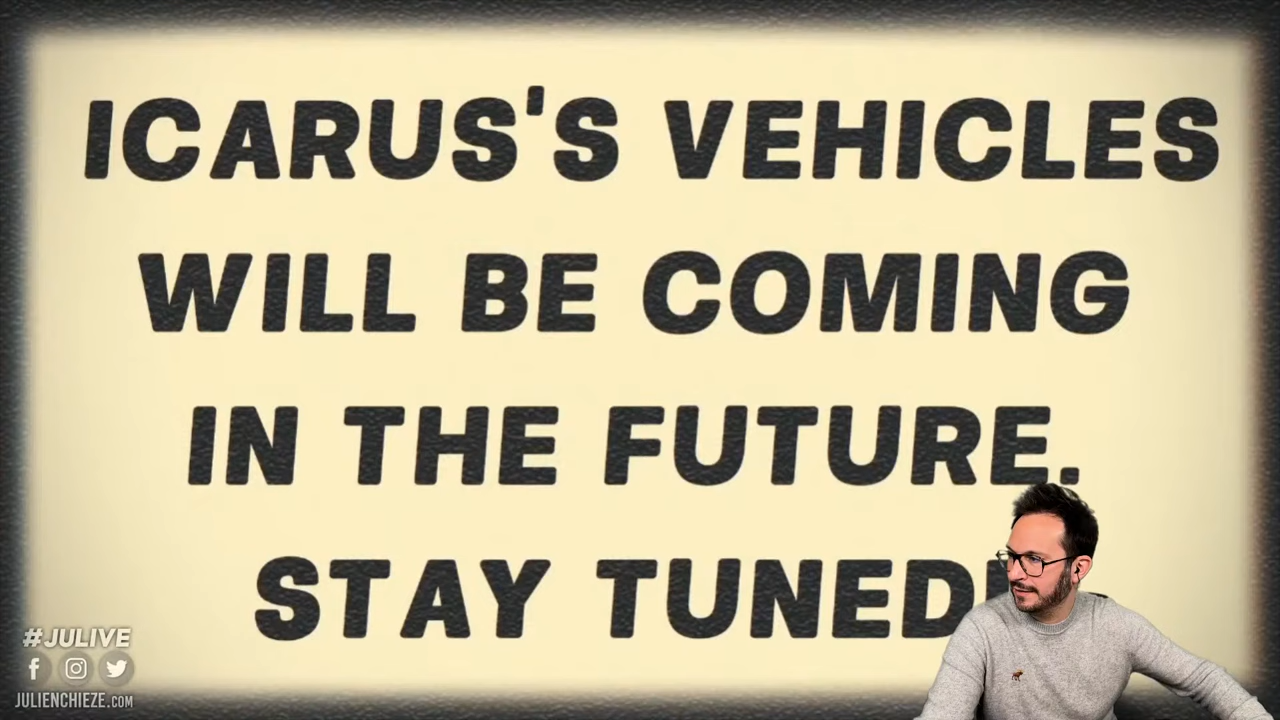 ICARUS'S VEHICLES
WILL BE COMING
IN THE FUTURE.
STAY TUNED
#JULIVE
JULIENCHIEZE.COM